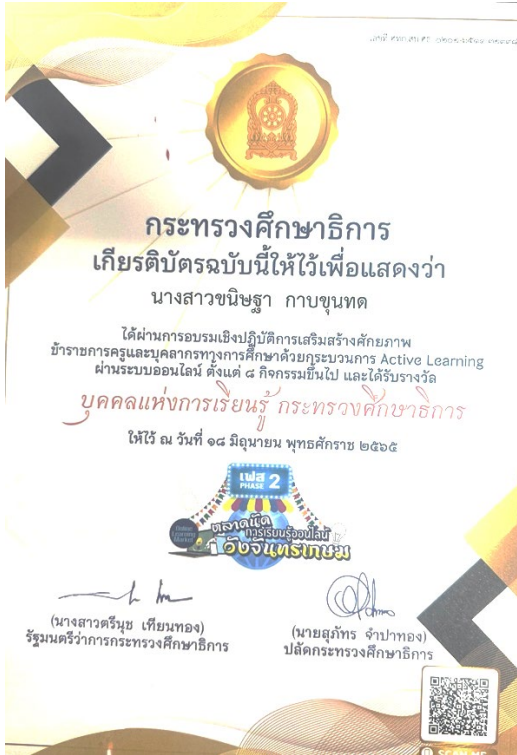 เลขที่
กระทรวงศึกษาธิการ
เกียรติบัตรฉบับนี้ให้ไว้เพื่อแสดงว่า
นางสาวขนิษฐา กาบขุนทด
ได้ผ่านการอบรมเชิงปฏิบัติการเสริมสร้างศักยภาพ
ข้าราชการครูและบุคลากรทางการศึกษาด้วยกระบวนการ Active Learning
ผ่านระบบออนไลน์ ตั้งแต่ ๘ กิจกรรมขึ้นไป และได้รับรางวัล
บุคคลแห่งการเรียนรู้ กระทรวงศึกษาธิการ
ให้ไว้ ณ วันที่ ๑๘ มิถุนายน พุทธศักราช ๒๕๖๕
เฟส
PHASE 2
Online
Learning
Market
ตลาดนัด
การเรียนรู้ออนไลน์
วังจันทรเกษม
(นางสาวตรีนุช เทียนทอง)
รัฐมนตรีว่าการกระทรวงศึกษาธิการ
(นายสุภัทร จำปาทอง)
ปลัดกระทรวงศึกษาธิการ